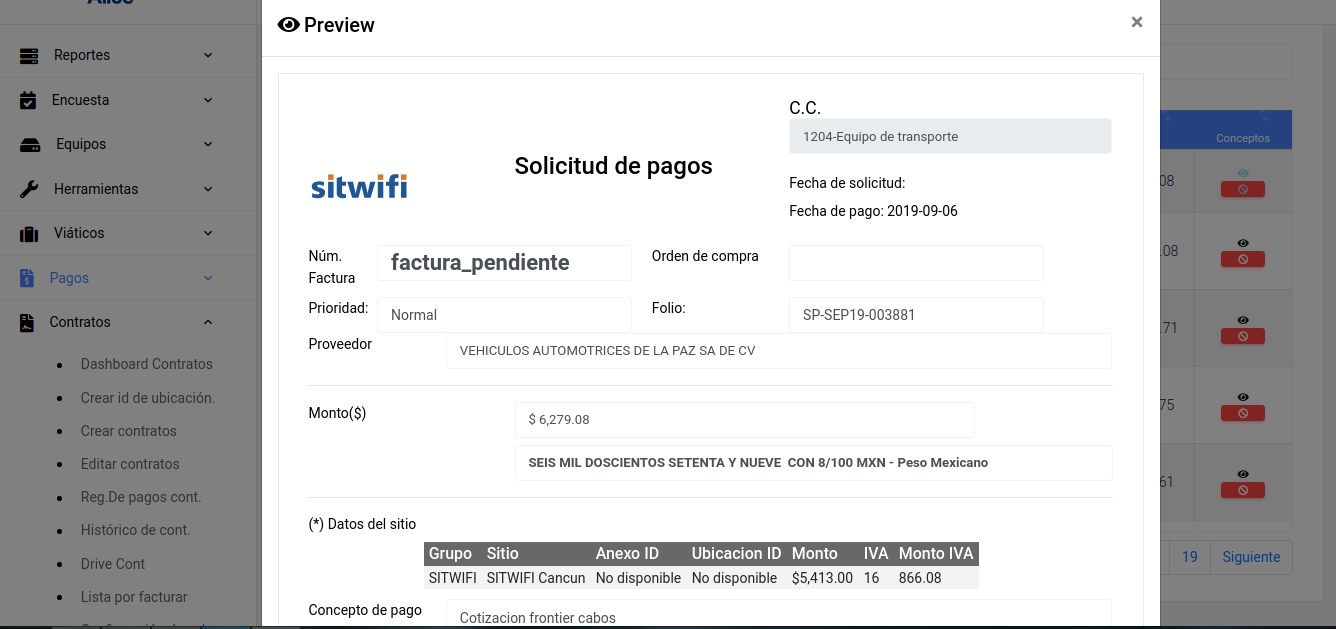 Preview
×
Reportes
Encuesta
Equipos
Herramientas
Viáticos
Pagos
Contratos
Dashboard Contratos
Crear id de ubicación.
Crear contratos
Editar contratos
Reg.De pagos cont.
Histórico de cont.
Drive Cont
Lista por facturar
C.C.
1204-Equipo de transporte
sitwifi
Solicitud de pagos
Fecha de solicitud:
Fecha de pago: 2019-09-06
Núm. Factura
factura_pendiente
Orden de compra
Prioridad:
Normal
Folio:
SP-SEP19-003881
Proveedor
VEHICULOS AUTOMOTRICES DE LA PAZ SA DE CV
Monto($)
$ 6,279.08
SEIS MIL DOSCIENTOS SETENTA Y NUEVE  CON 8/100 MXN - Peso Mexicano
(*) Datos del sitio
Grupo Sitio Anexo ID Ubicacion ID Monto IVA Monto IVA
SITWIFI SITWIFI Cancun No disponible No disponible $5,413.00 16 866.08
Concepto de pago
Cotizacion frontier cabos
Conceptos
08
.08
.71
75
61
19 Siguiente